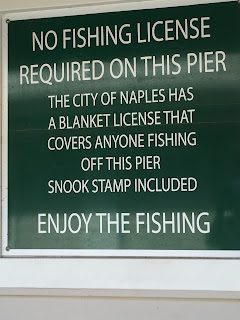 NO FISHING LICENSE
REQUIRED ON THIS PIER
THE CITY OF NAPLES HAS
A BLANKET LICENSE THAT
COVERS ANYONE FISHING
OFF THIS PIER
SNOOK STAMP INCLUDED
ENJOY THE FISHING